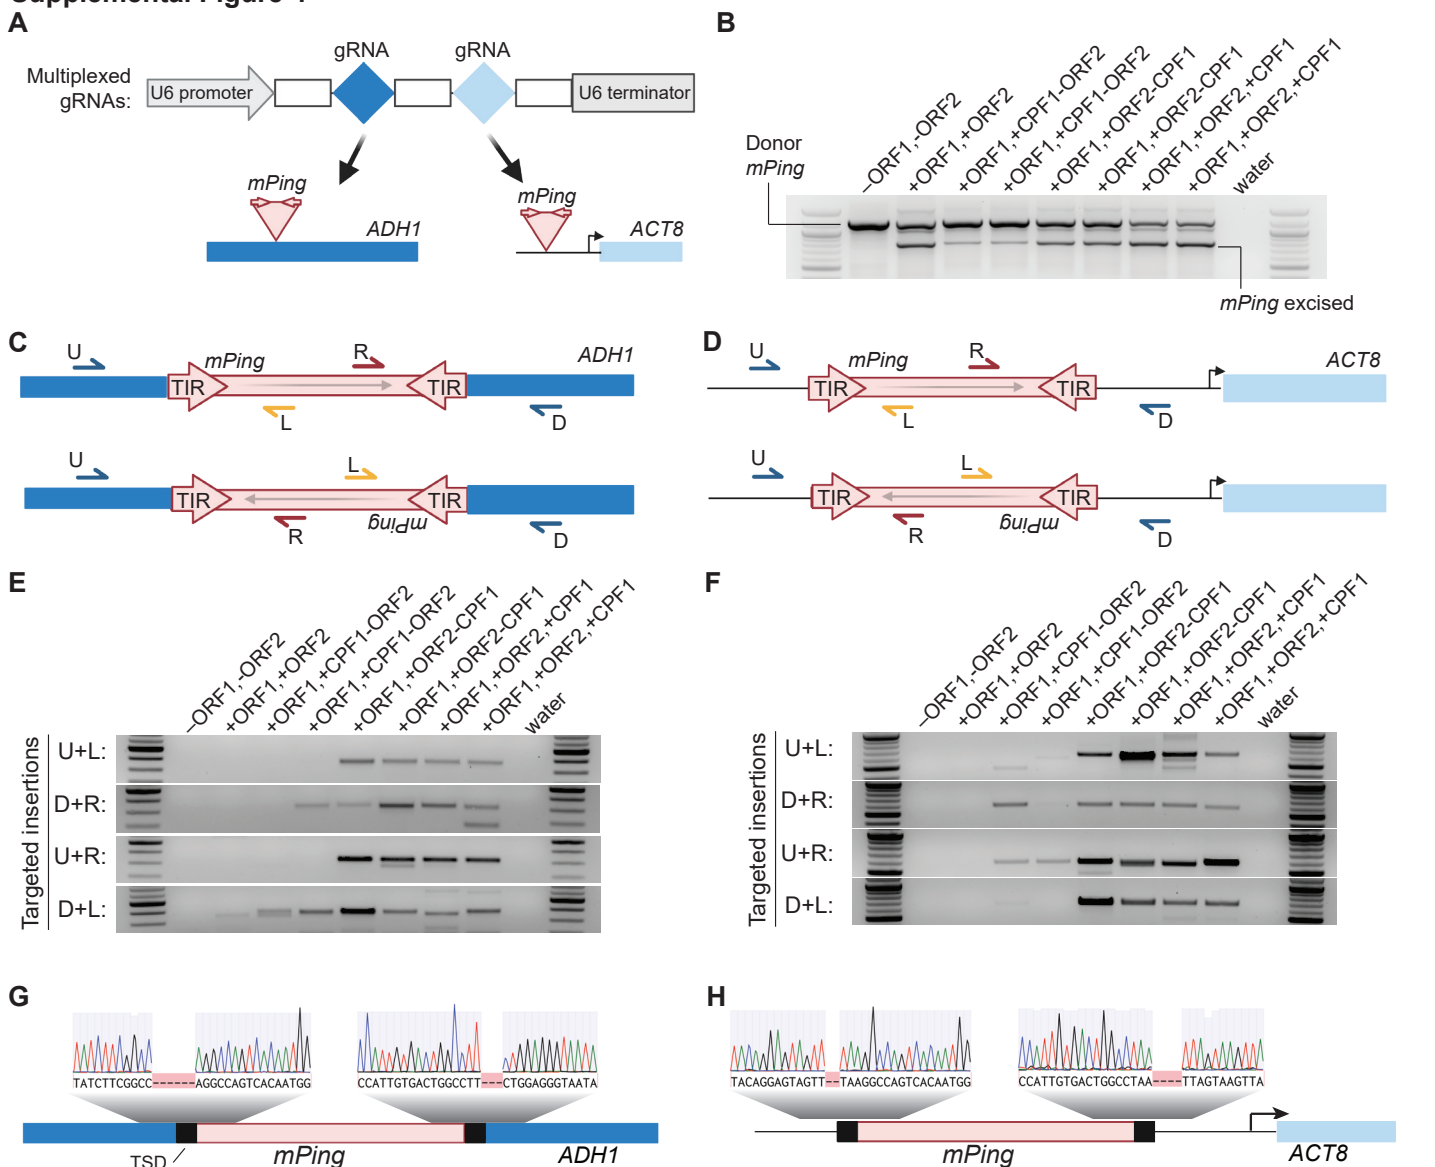 A
Multiplexed
gRNAs:
U6 promoter
gRNA
gRNA
U6 terminator
mPing
ADH1
mPing
ACT8
B
Donor
mPing
–ORF1,-ORF2
+ORF1,+ORF2
+ORF1,+CPF1-ORF2
+ORF1,+CPF1-ORF2
+ORF1,+ORF2-CPF1
+ORF1,+ORF2-CPF1
+ORF1,+ORF2,+CPF1
+ORF1,+ORF2,+CPF1
water
mPing excised
C
U
mPing
R
ADH1
TIR
TIR
L
D
U
L
TIR
TIR
R
mPing
D
D
U
mPing
R
ACT8
TIR
TIR
L
D
U
L
TIR
TIR
R
mPing
D
E
–ORF1,-ORF2
+ORF1,+ORF2
+ORF1,+CPF1-ORF2
+ORF1,+CPF1-ORF2
+ORF1,+ORF2-CPF1
+ORF1,+ORF2-CPF1
+ORF1,+ORF2,+CPF1
+ORF1,+ORF2,+CPF1
water
Targeted insertions
U+L:
D+R:
U+R:
D+L:
F
–ORF1,-ORF2
+ORF1,+ORF2
+ORF1,+CPF1-ORF2
+ORF1,+CPF1-ORF2
+ORF1,+ORF2-CPF1
+ORF1,+ORF2-CPF1
+ORF1,+ORF2,+CPF1
+ORF1,+ORF2,+CPF1
water
Targeted insertions
U+L:
D+R:
U+R:
D+L:
G
TATCTTCGGCC------AGGCCAGTCACAATGG
CCATTGTGACTGGCCTT---CTGGAGGGTAATA
TSD
mPing
ADH1
H
TACAGGAGTAGTT--TAAGGCCAGTCACAATGG
CCATTGTGACTGGCCTAA----TTAGTAAGTTA
mPing
ACT8